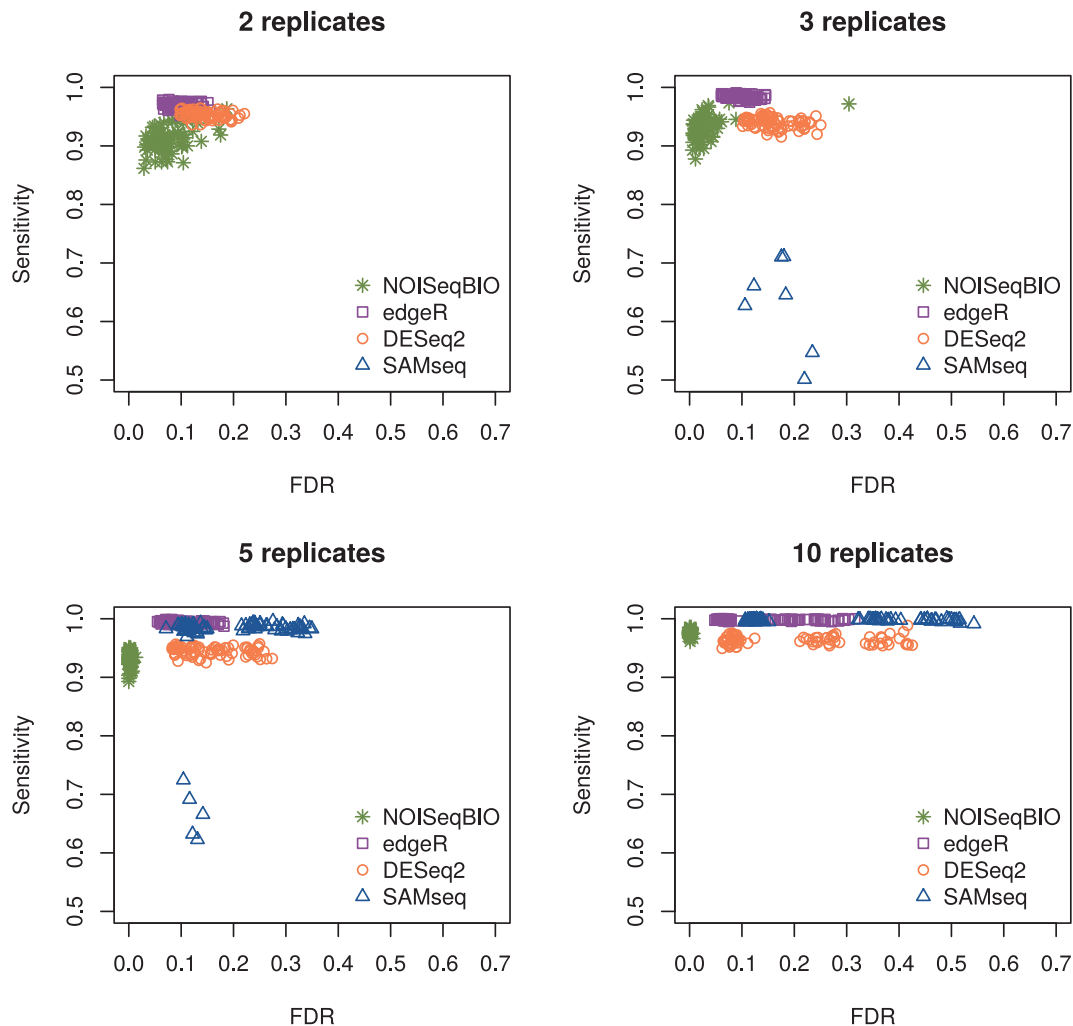 2 replicates
Sensitivity
1.0
0.9
0.8
0.7
0.6
0.5
NOISeqBIO
edgeR
DESeq2
SAMseq
0.0 0.1 0.2 0.3 0.4 0.5 0.6 0.7
FDR
3 replicates
Sensitivity
1.0
0.9
0.8
0.7
0.6
0.5
NOISeqBIO
edgeR
DESeq2
SAMseq
0.0 0.1 0.2 0.3 0.4 0.5 0.6 0.7
FDR
5 replicates
Sensitivity
1.0
0.9
0.8
0.7
0.6
0.5
NOISeqBIO
edgeR
DESeq2
SAMseq
0.0 0.1 0.2 0.3 0.4 0.5 0.6 0.7
FDR
10 replicates
Sensitivity
1.0
0.9
0.8
0.7
0.6
0.5
NOISeqBIO
edgeR
DESeq2
SAMseq
0.0 0.1 0.2 0.3 0.4 0.5 0.6 0.7
FDR